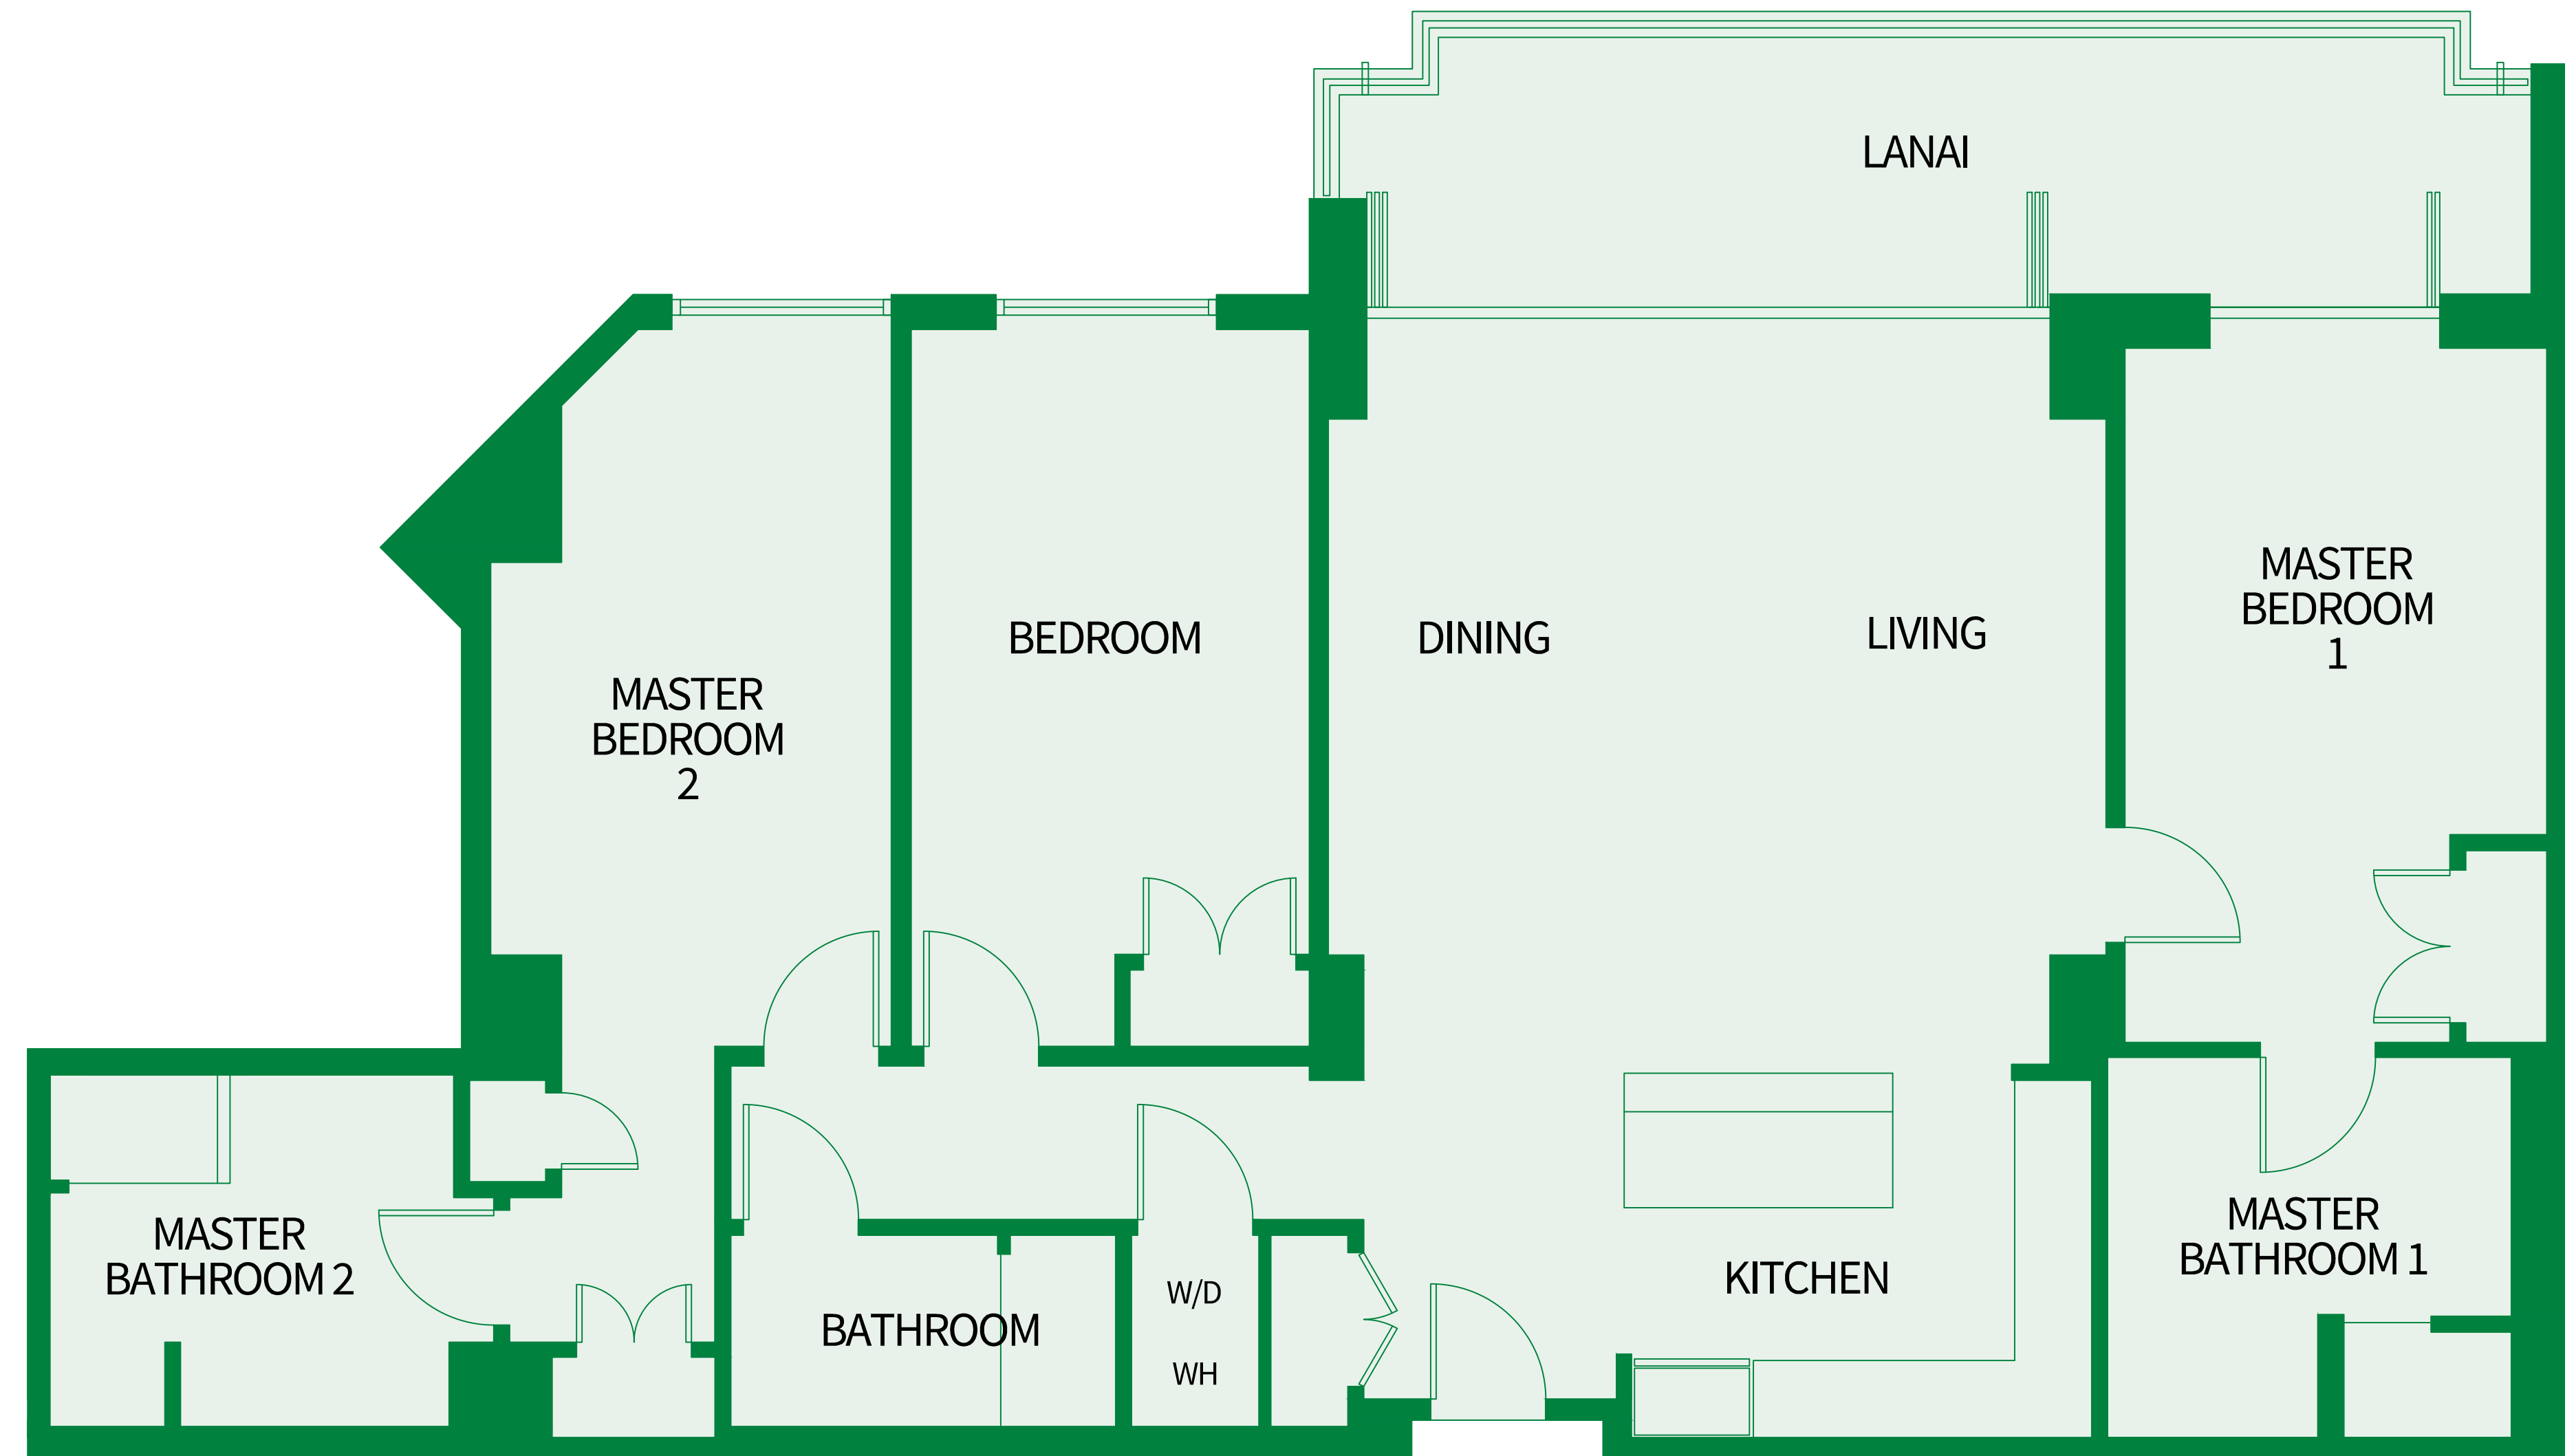 LANAI
MASTER
BEDROOM
1
BEDROOM
DINING
LIVING
MASTER
BEDROOM
2
MASTER
BATHROOM 2
MASTER
BATHROOM 1
KITCHEN
W/D
BATHROOM
WH